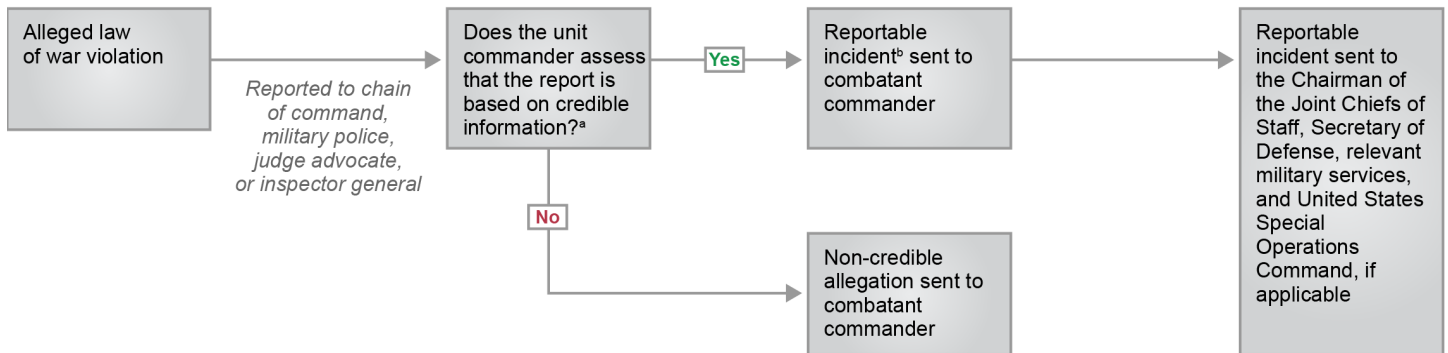 Alleged law
of war violation
Reported to chain
of command,
military police,
judge advocate,
or inspector general
Does the unit
commander assess
that the report is
based on credible
information?ᵃ
Yes
No
Reportable
incidentᵇ sent to
combatant
commander
Non-credible
allegation sent to
combatant
commander
Reportable
incident sent to
the Chairman of
the Joint Chiefs of
Staff, Secretary of
Defense, relevant
military services,
and United States
Special
Operations
Command, if
applicable